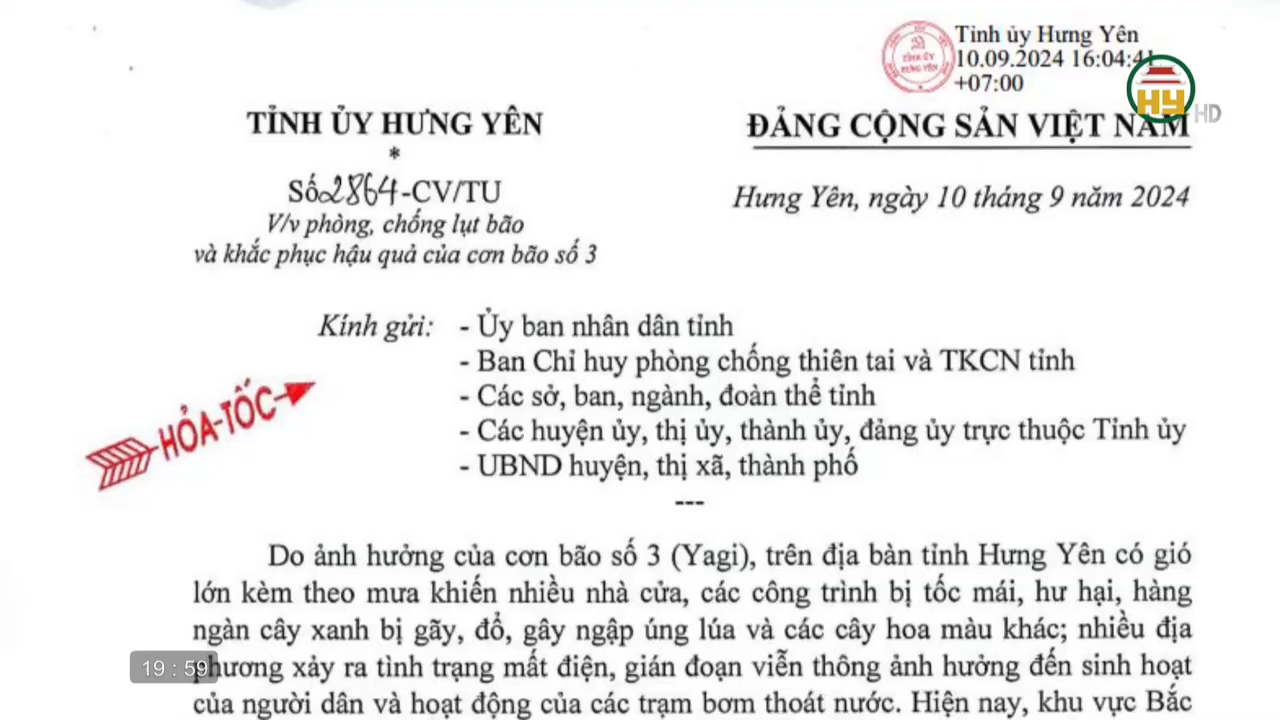 Tỉnh ủy Hưng Yên
10.09.2024 16:04:41
+07:00
TỈNH ỦY HƯNG YÊN
HY HD
ĐẢNG CỘNG SẢN VIỆT NAM
*
Số 2864-CV/TU
V/v phòng, chống lụt bão
và khắc phục hậu quả của cơn bão số 3
Hưng Yên, ngày 10 tháng 9 năm 2024
Kính gửi: - Ủy ban nhân dân tỉnh
- Ban Chỉ huy phòng chống thiên tai và TKCN tỉnh
- Các sở, ban, ngành, đoàn thể tỉnh
- Các huyện ủy, thị ủy, thành ủy, đảng ủy trực thuộc Tỉnh ủy
- UBND huyện, thị xã, thành phố
HỎA-TỐC
---
Do ảnh hưởng của cơn bão số 3 (Yagi), trên địa bàn tỉnh Hưng Yên có gió
lớn kèm theo mưa khiến nhiều nhà cửa, các công trình bị tốc mái, hư hại, hàng
ngàn cây xanh bị gãy, đổ, gây ngập úng lúa và các cây hoa màu khác; nhiều địa
phương xảy ra tình trạng mất điện, gián đoạn viễn thông ảnh hưởng đến sinh hoạt
của người dân và hoạt động của các trạm bơm thoát nước. Hiện nay, khu vực Bắc
19 : 59